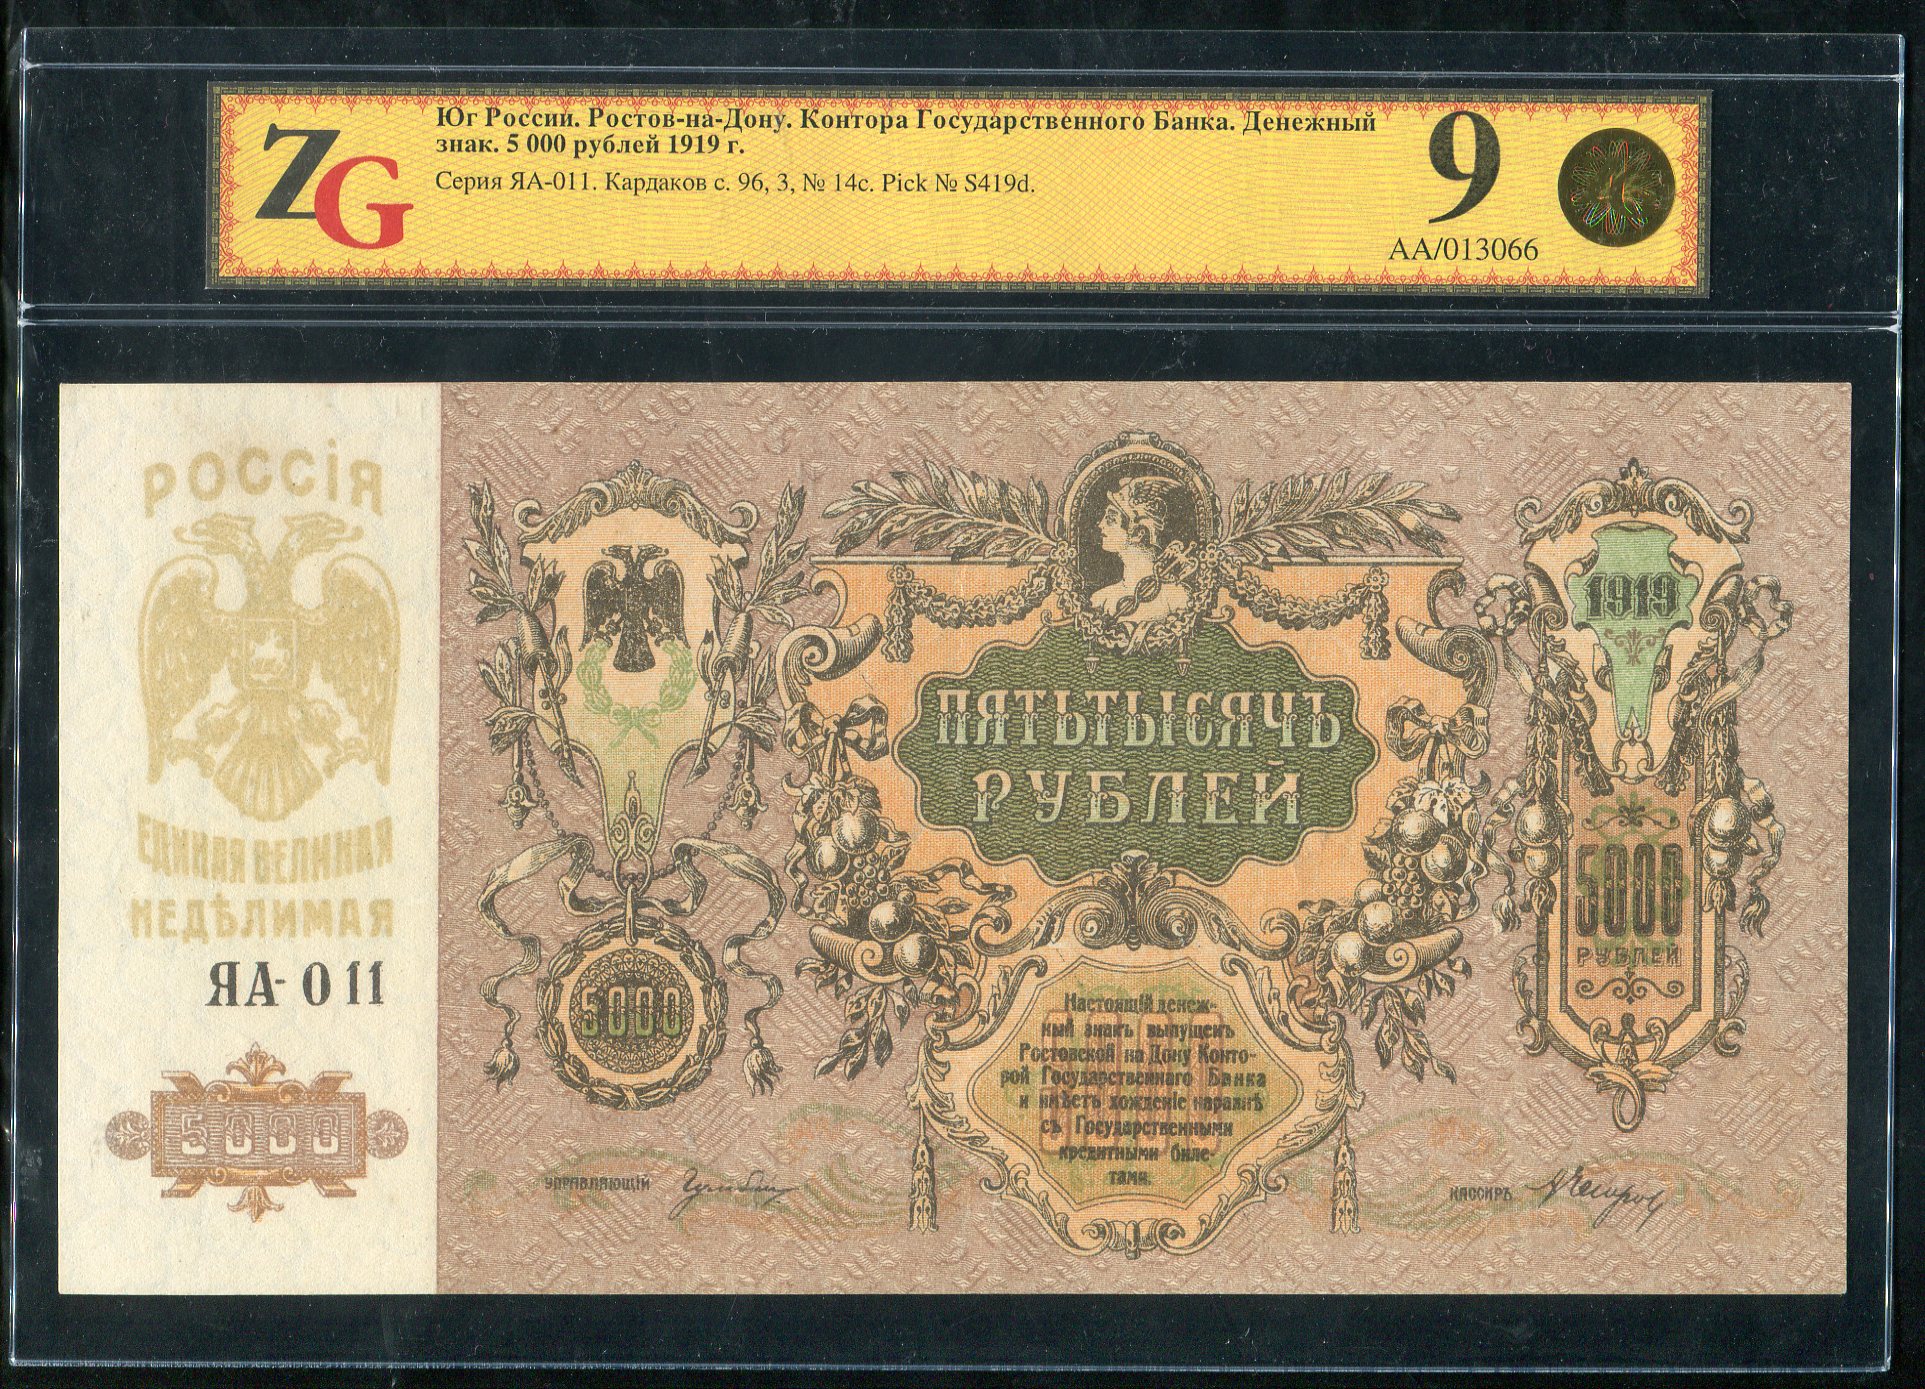 ZG
Юг России. Ростов-на-Дону. Контора Государственного Банка. Денежный
знак. 5 000 рублей 1919 г.
Серия ЯА-011. Кардаков с. 96, 3, № 14с. Pick № S419d.
9
АА/013066
РОССІЯ
ЕДИНАЯ ВЕЛИКАЯ
НЕДѢЛИМАЯ
ЯА-011
5000
5000
ПЯТЬТЫСЯЧЪ
РУБЛЕЙ
Настоящій денеж-
ный знакъ выпущенъ
Ростовской на Дону Конто-
рой Государственнаго Банка
и имѣетъ хожденіе наравнѣ
съ Государственными
кредитными биле-
тами.
УПРАВЛЯЮЩІЙ
КАССИРЪ
1919
5000
РУБЛЕЙ